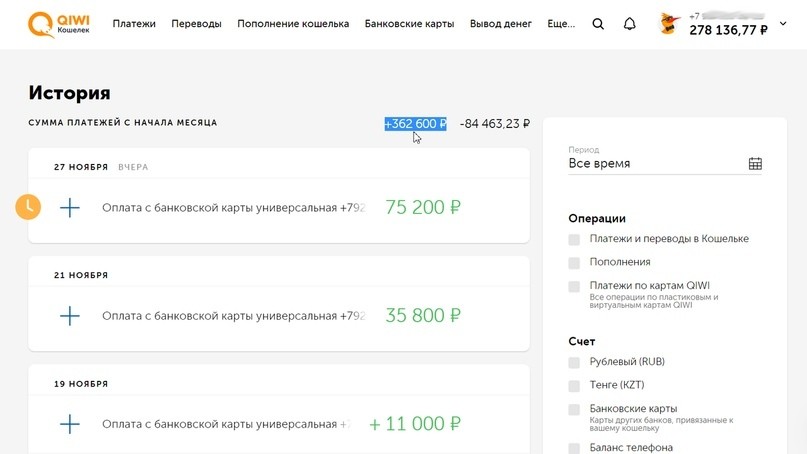 QIWI
Кошелек
Платежи
Переводы
Пополнение кошелька
Банковские карты
Вывод денег
Еще...
+7
278 136,77 ₽
История
СУММА ПЛАТЕЖЕЙ С НАЧАЛА МЕСЯЦА
+362 600 ₽
-84 463,23 ₽
27 НОЯБРЯ ВЧЕРА
Оплата с банковской карты универсальная +792
75 200 ₽
21 НОЯБРЯ
Оплата с банковской карты универсальная +792
35 800 ₽
19 НОЯБРЯ
Оплата с банковской карты универсальная +
+ 11 000 ₽
Период
Все время
Операции
Платежи и переводы в Кошельке
Пополнения
Платежи по картам QIWI
Все операции по пластиковым и
виртуальным картам QIWI
Счет
Рублевый (RUB)
Тенге (KZT)
Банковские карты
Карты других банков, привязанные к
вашему кошельку
Баланс телефона